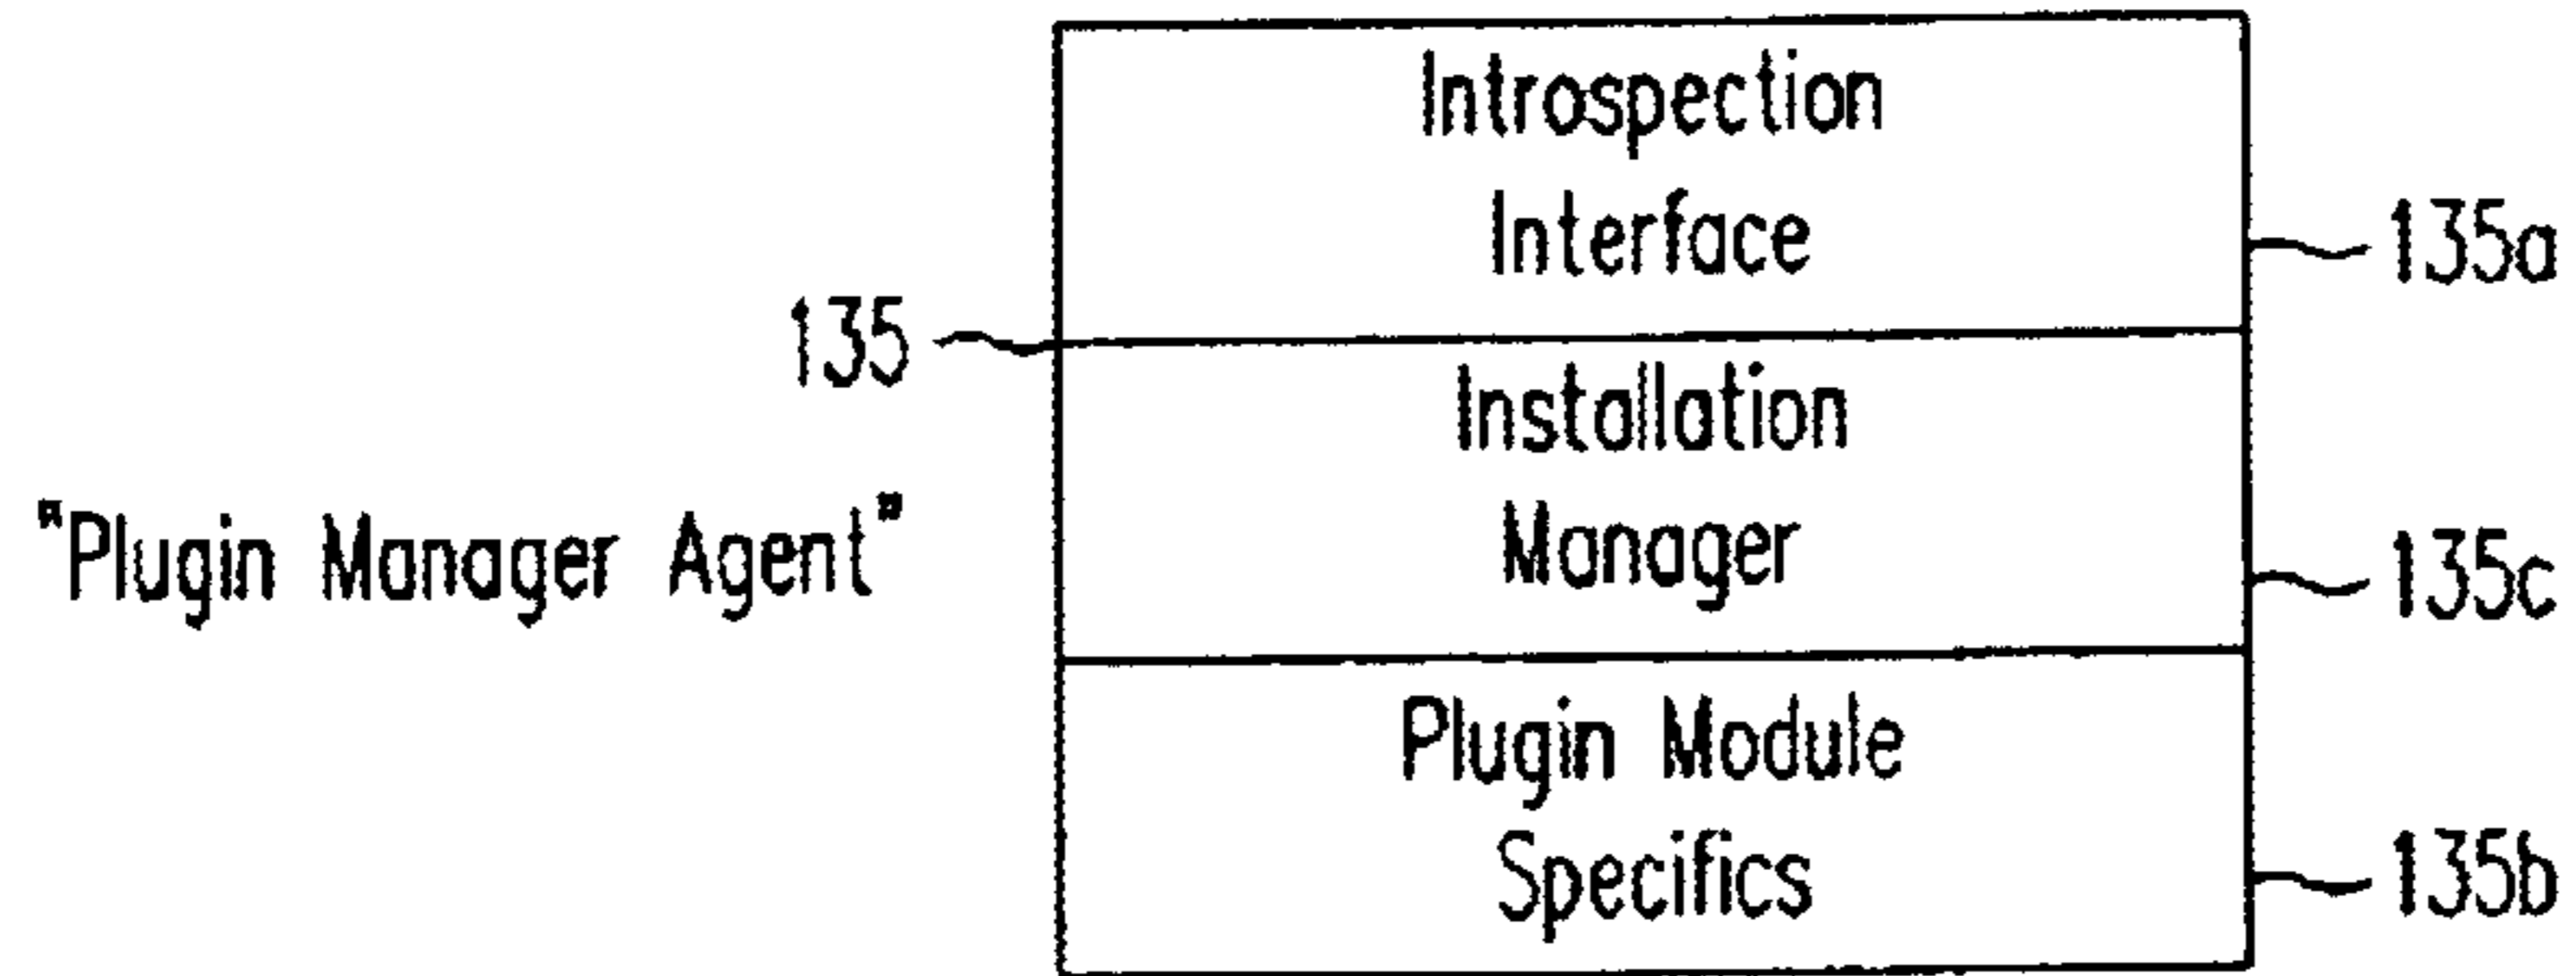 Introspection
Interface
135a
135
Installation
Manager
"Plugin Manager Agent"
135c
Plugin Module
Specifics
135b